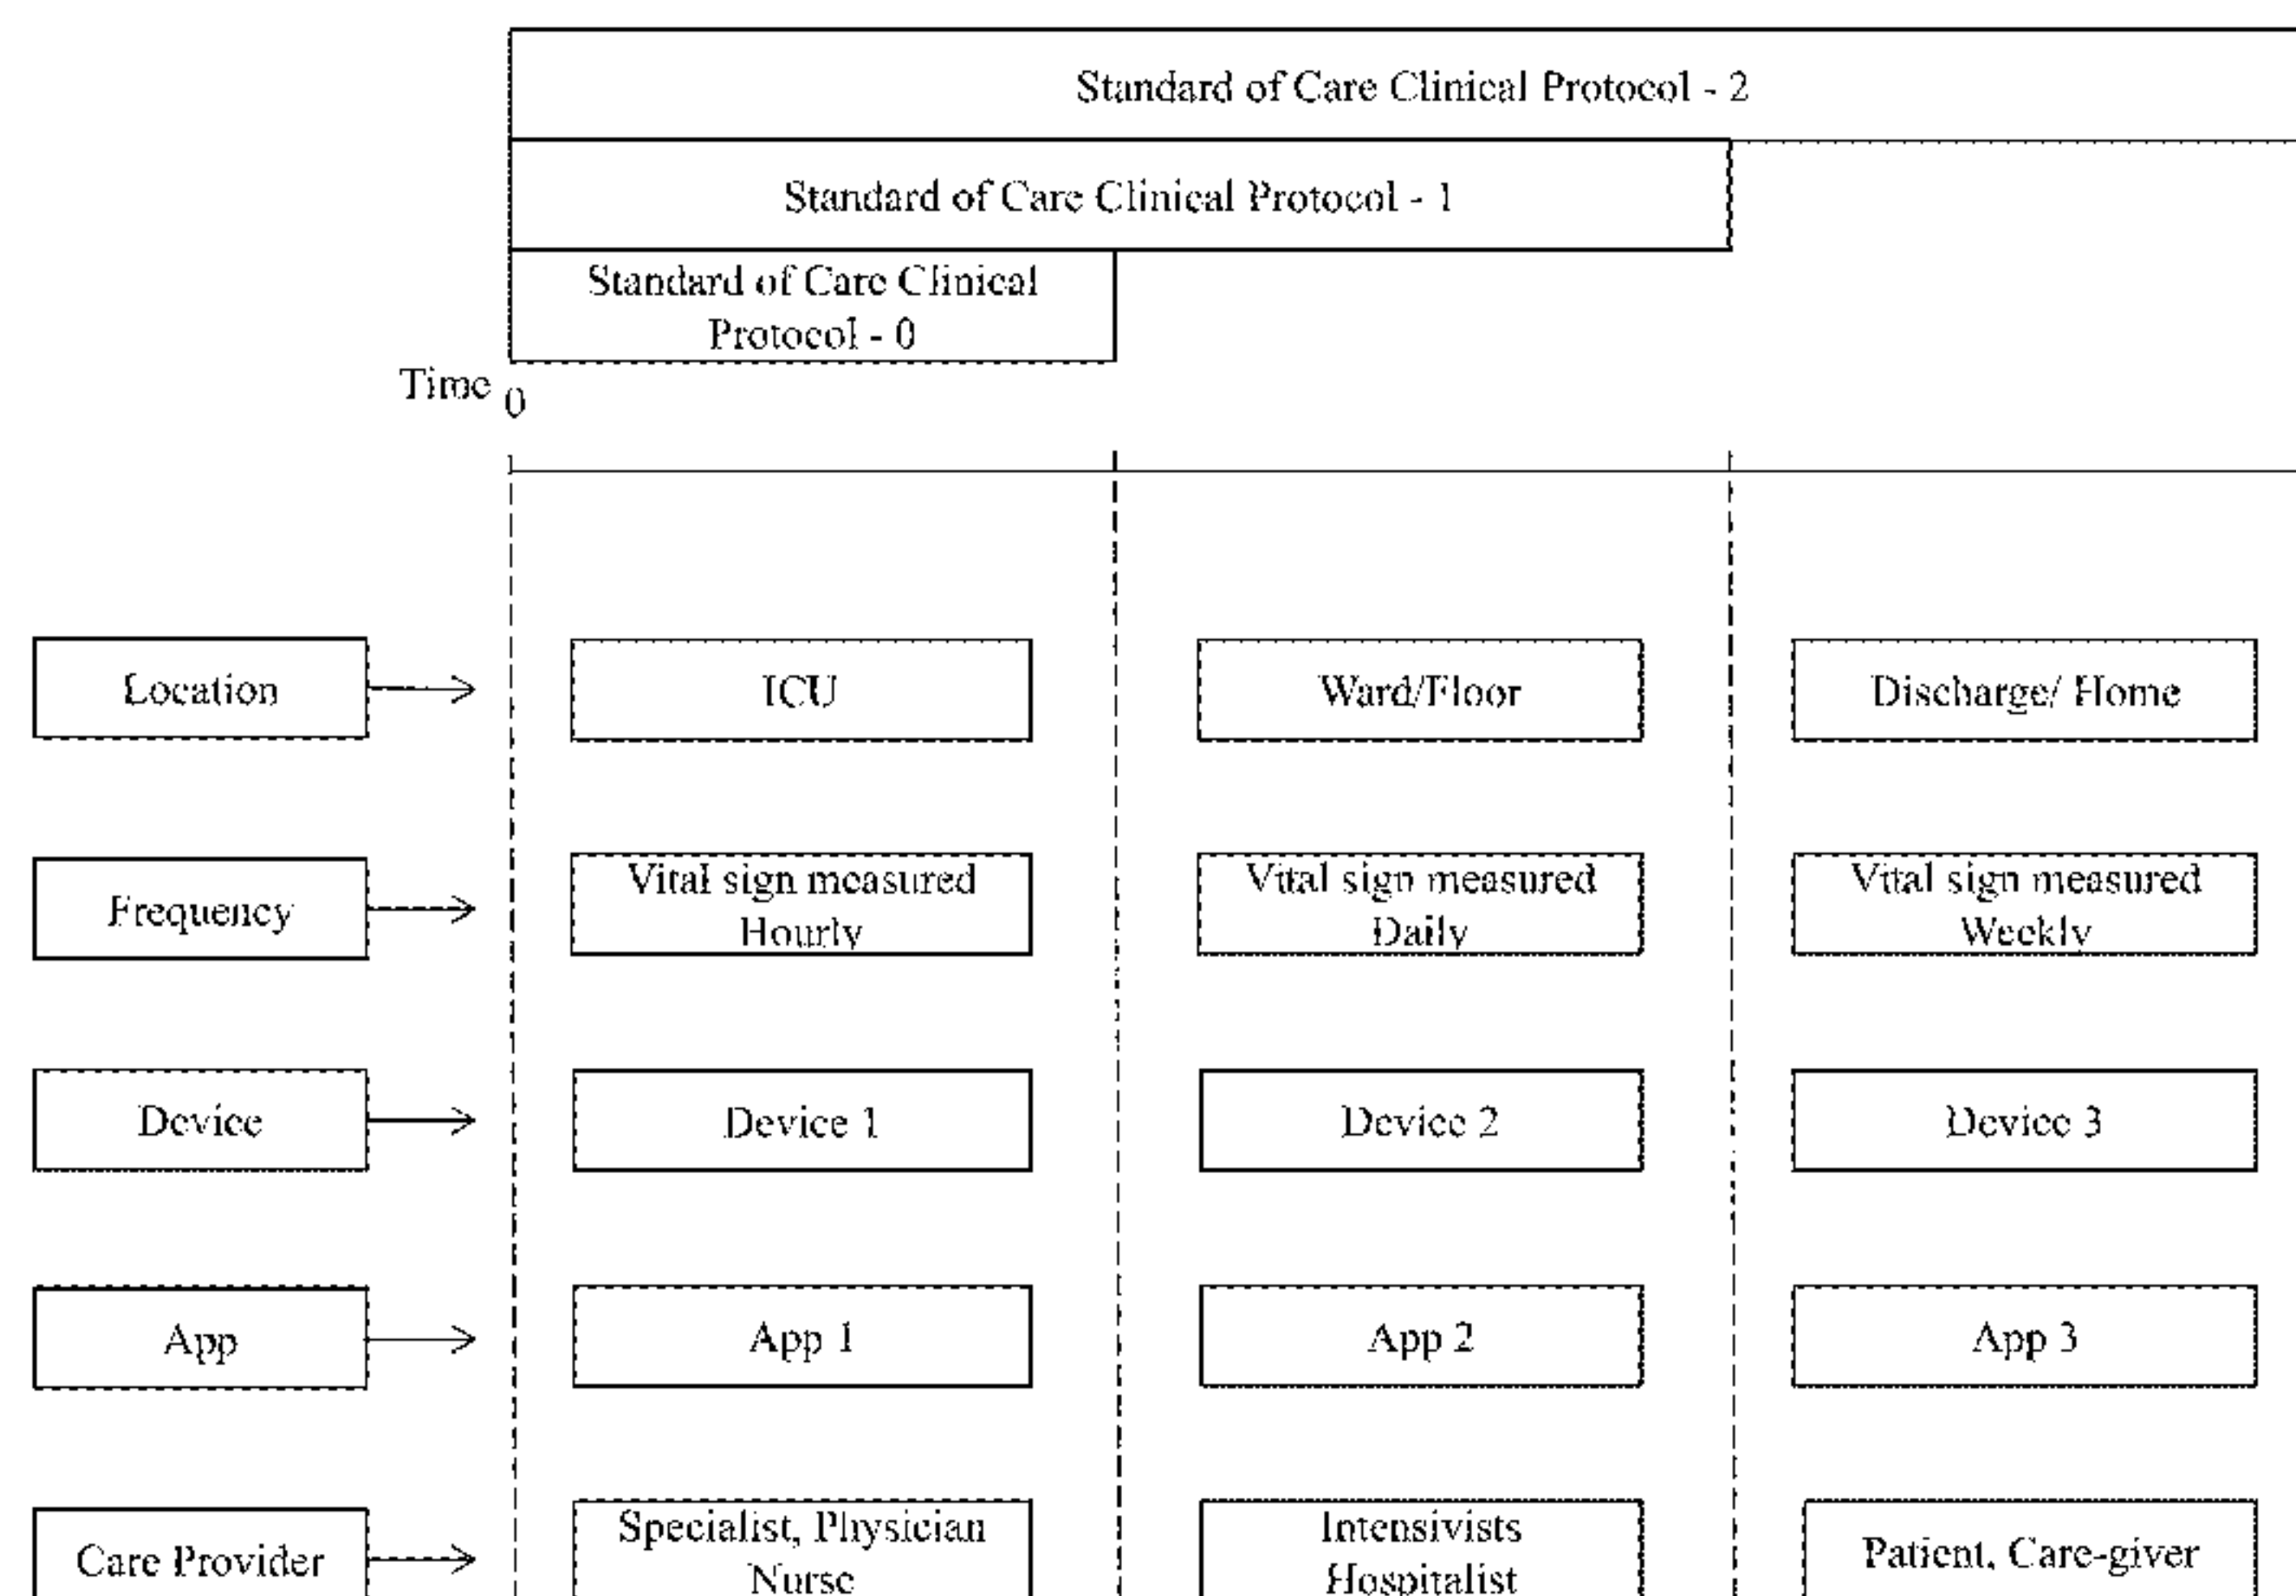 Standard of Care Clinical Protocol - 2
Standard of Care Clinical Protocol - 1
Standard of Care Clinical
Protocol - 0
Time 0
Location
ICU
Ward/Floor
Discharge/ Home
Frequency
Vital sign measured
Hourly
Vital sign measured
Daily
Vital sign measured
Weekly
Device
Device 1
Device 2
Device 3
App
App 1
App 2
App 3
Care Provider
Specialist, Physician
Nurse
Intensivists
Hospitalist
Patient, Care-giver